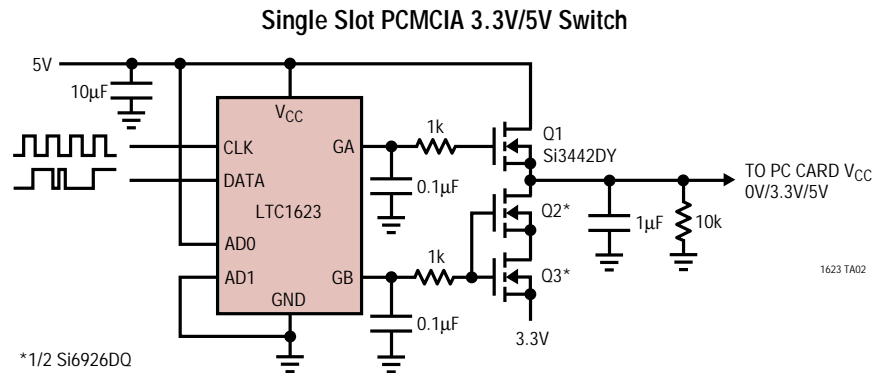 Single Slot PCMCIA 3.3V/5V Switch
5V
10µF
VCC
CLK
DATA
LTC1623
AD0
AD1
GND
GA
GB
1k
0.1µF
1k
0.1µF
Q1
Si3442DY
Q2*
Q3*
3.3V
1µF
10k
TO PC CARD VCC
0V/3.3V/5V
1623 TA02
*1/2 Si6926DQ